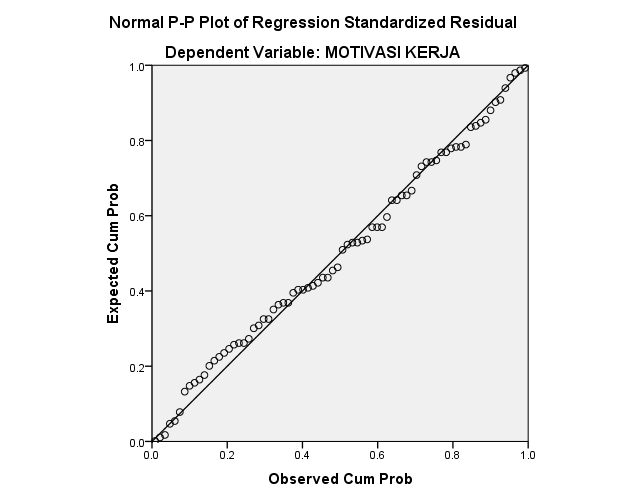 Normal P-P Plot of Regression Standardized Residual
Dependent Variable: MOTIVASI KERJA
Expected Cum Prob
1.0
0.8
0.6
0.4
0.2
0.0
0.0 0.2 0.4 0.6 0.8 1.0
Observed Cum Prob